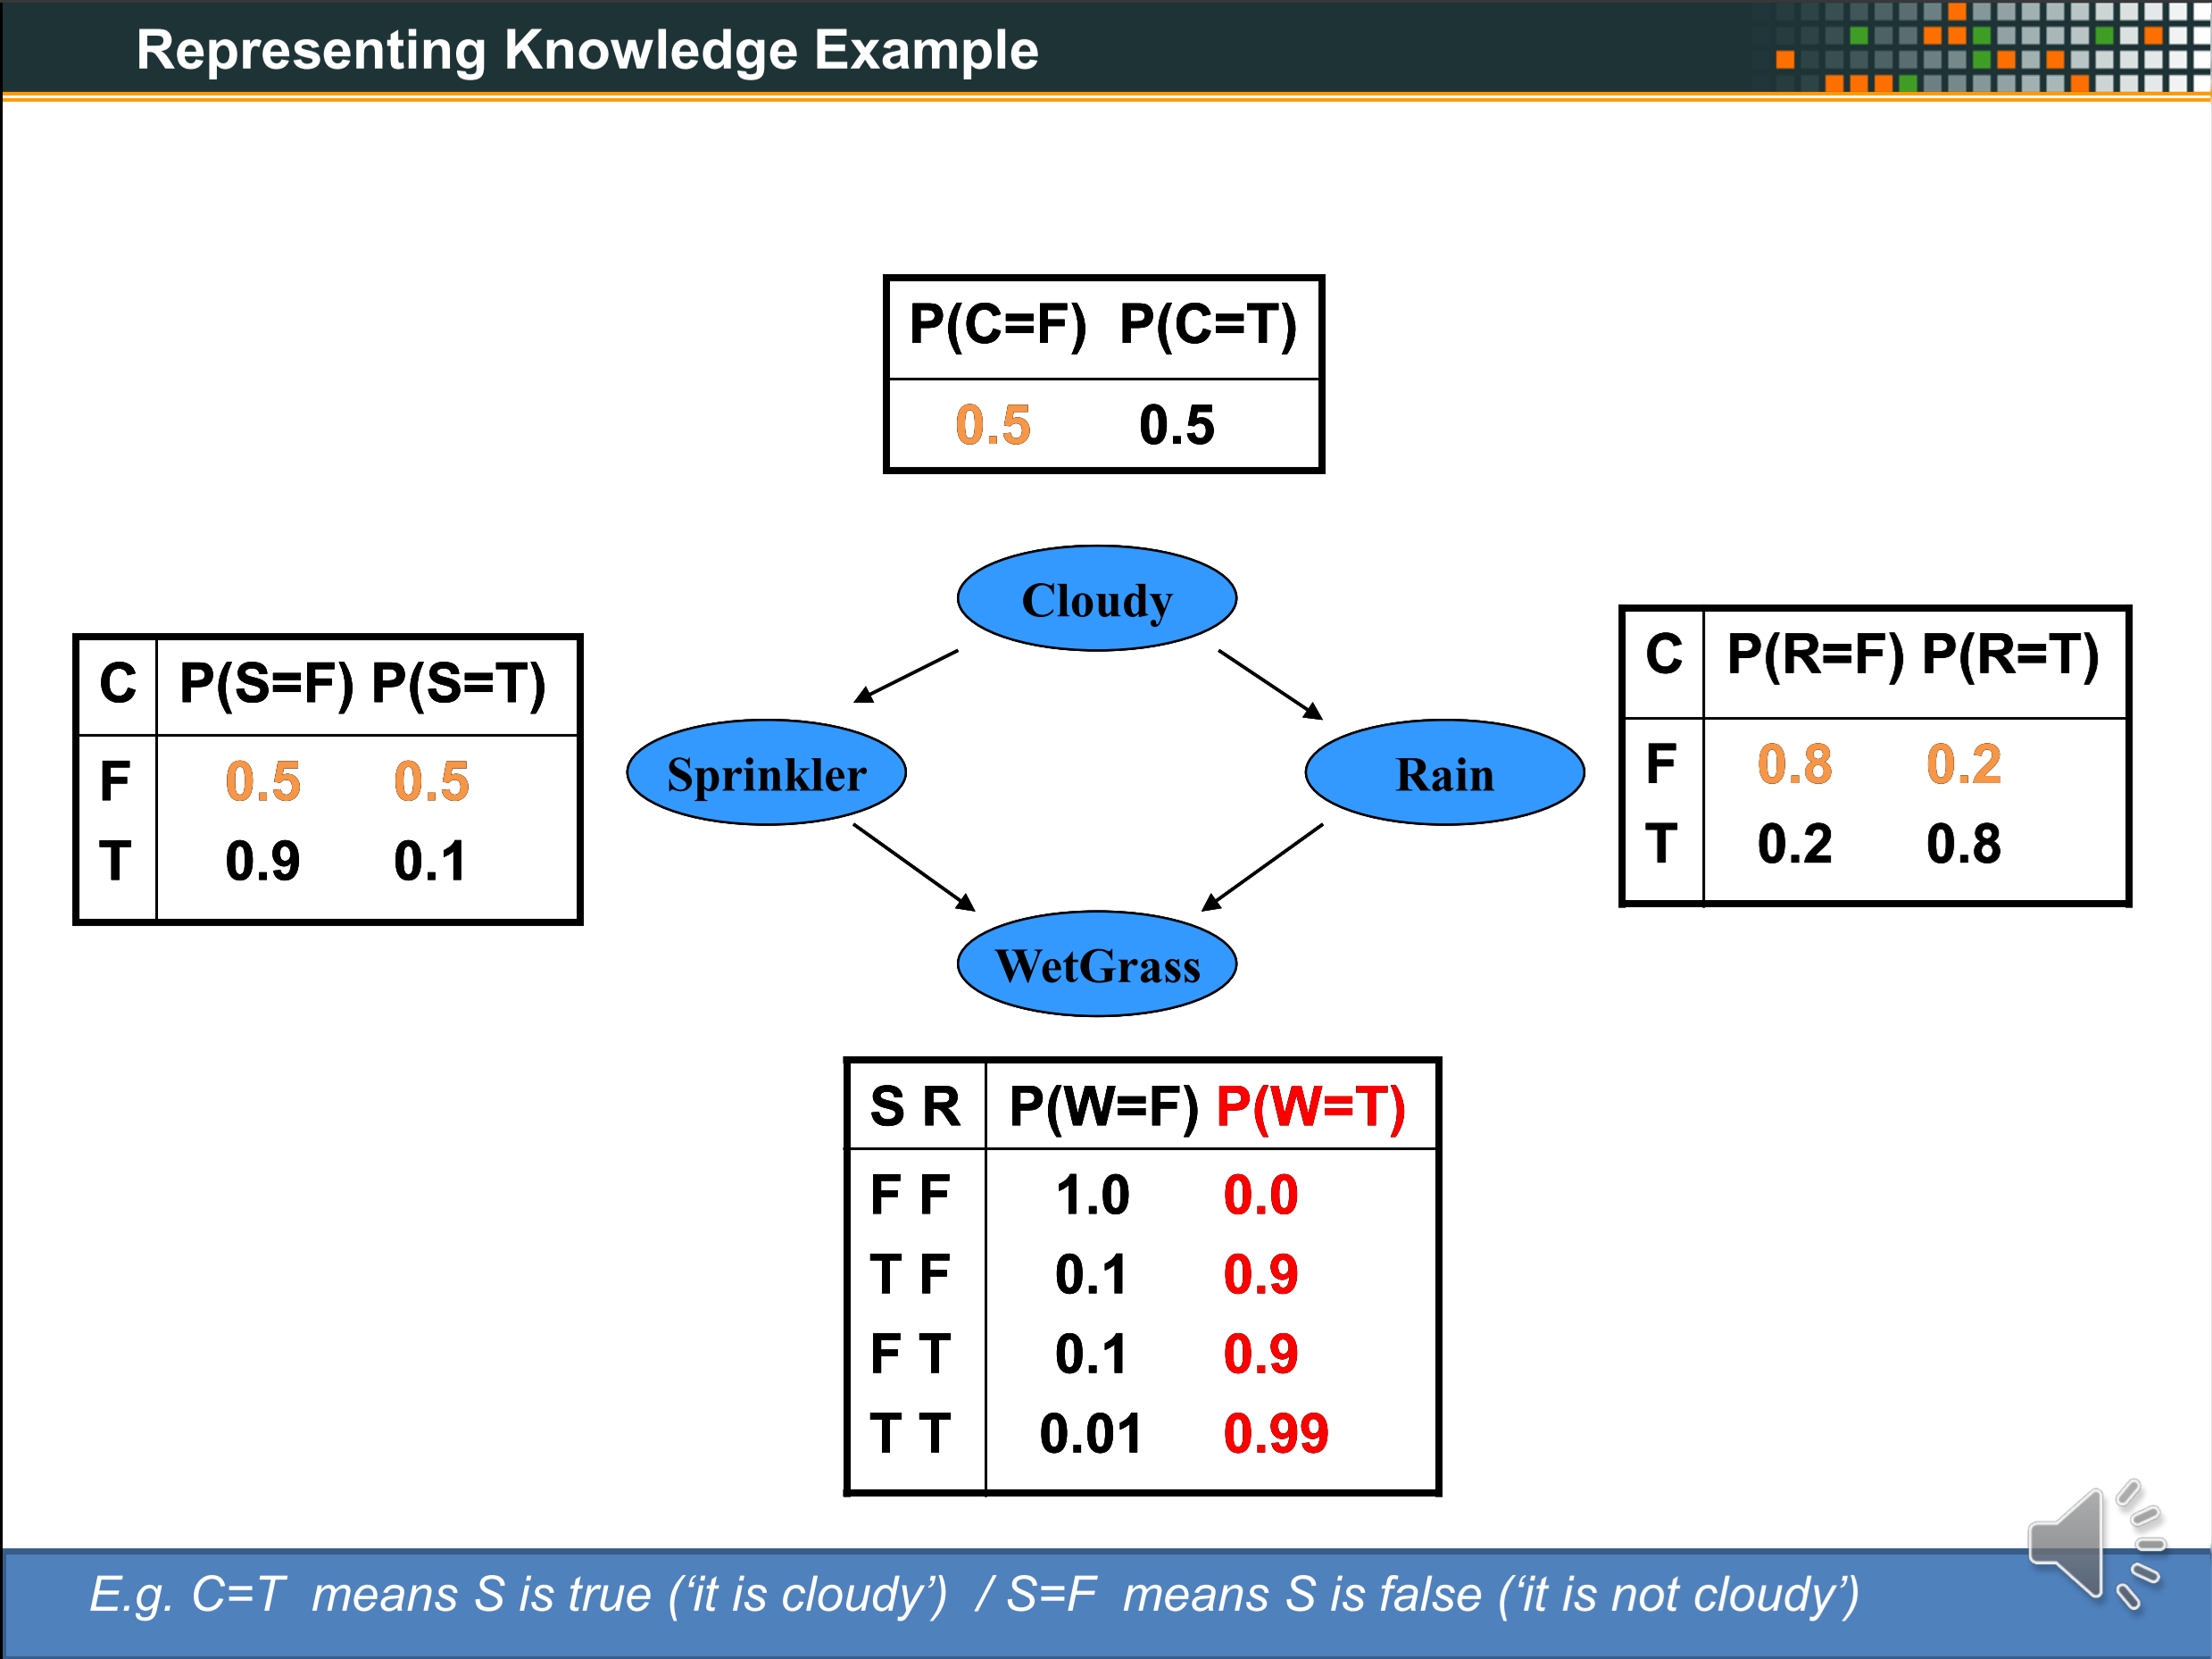 Representing Knowledge Example
P(C=F) P(C=T)
0.5 0.5
Cloudy
C P(S=F) P(S=T)
F 0.5 0.5
T 0.9 0.1
Sprinkler
Rain
C P(R=F) P(R=T)
F 0.8 0.2
T 0.2 0.8
WetGrass
S R P(W=F) P(W=T)
F F 1.0 0.0
T F 0.1 0.9
F T 0.1 0.9
T T 0.01 0.99
E.g. C=T means S is true (‘it is cloudy’) / S=F means S is false (‘it is not cloudy’)